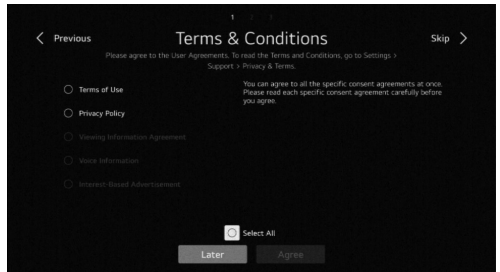 1 2 3
Previous
Terms & Conditions
Skip
Please agree to the User Agreements. To read the Terms and Conditions, go to Settings >
Support > Privacy & Terms.
Terms of Use
Privacy Policy
Viewing Information Agreement
Voice Information
Interest-Based Advertisement
You can agree to all the specific consent agreements at once.
Please read each specific consent agreement carefully before
you agree.
Select All
Later
Agree